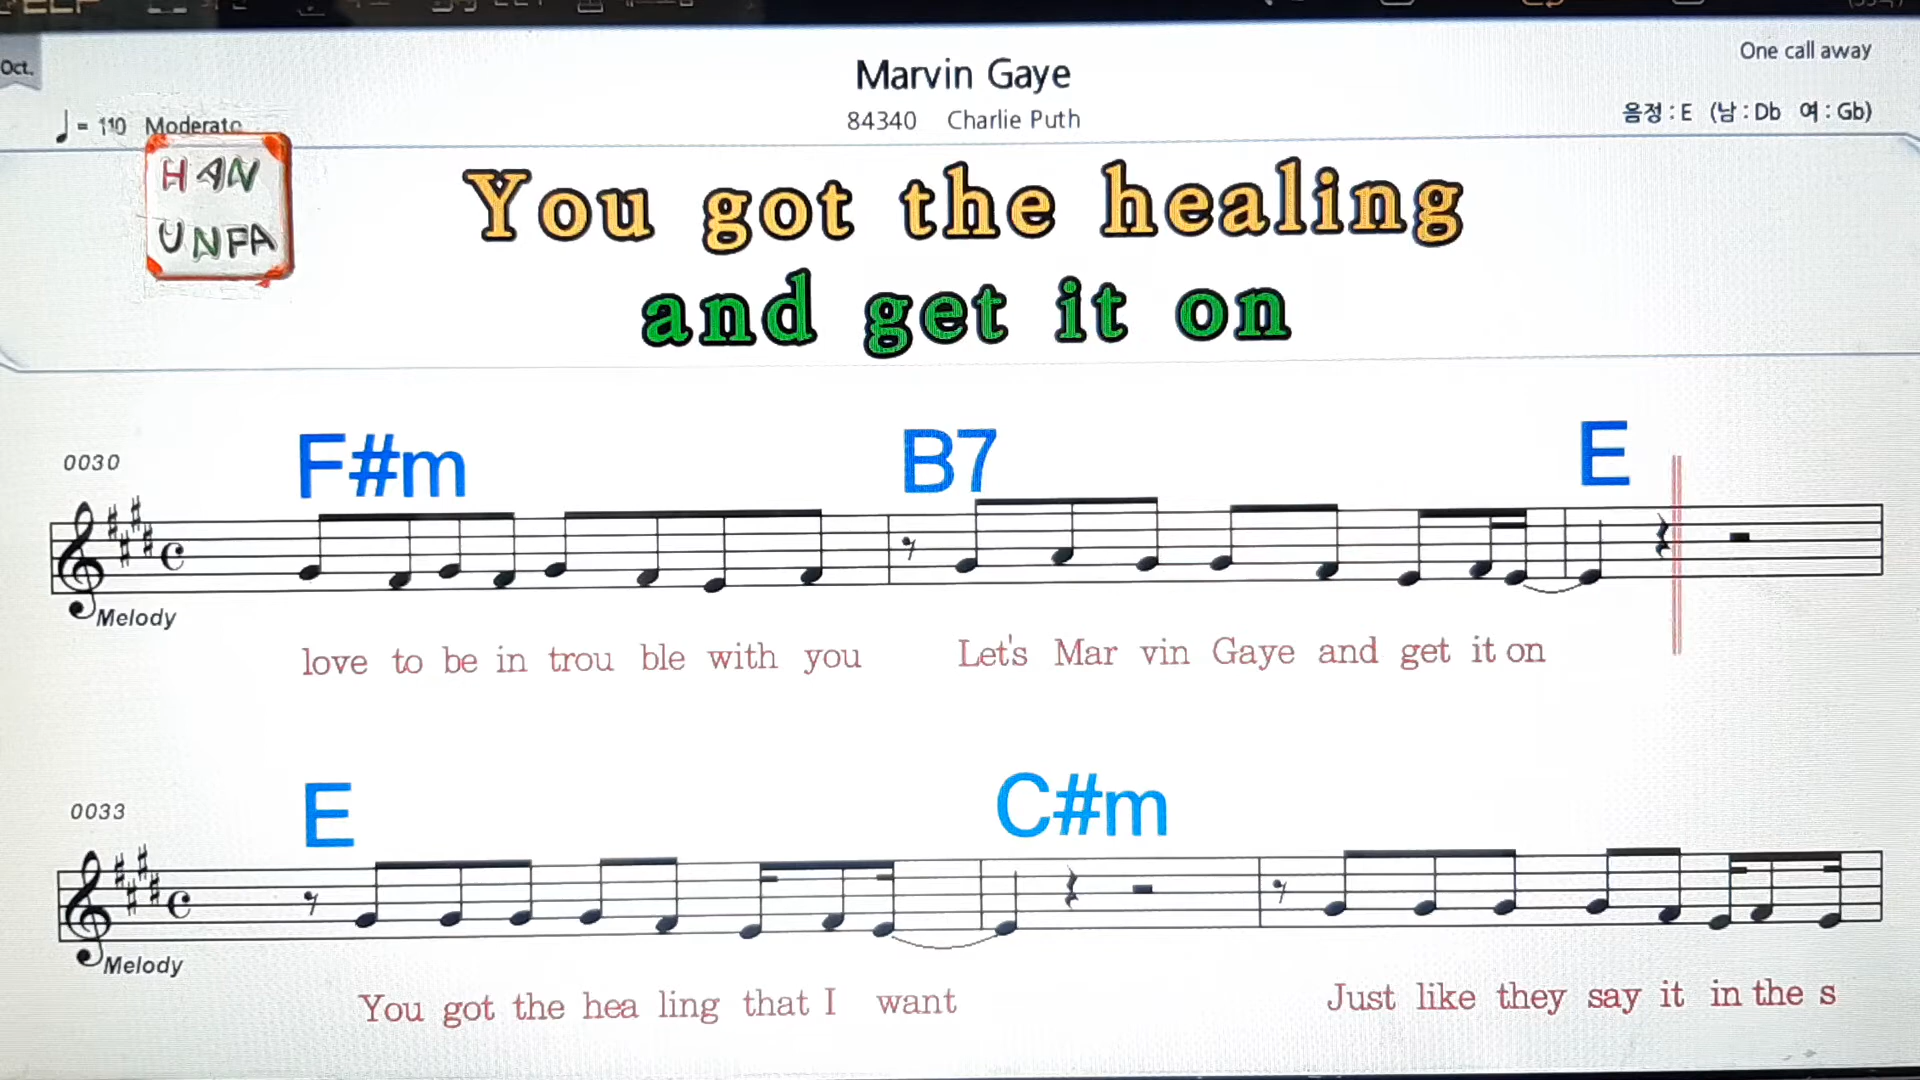 One call away
Oct.
Marvin Gaye
= 110 Moderato
84340 Charlie Puth
음정 : E (남 : Db 여 : Gb)
HAN
UNFA
You got the healing
and get it on
F#m B7 E
0030
Melody
love to be in trou ble with you Let's Mar vin Gaye and get it on
E C#m
0033
Melody
You got the hea ling that I want Just like they say it in the s